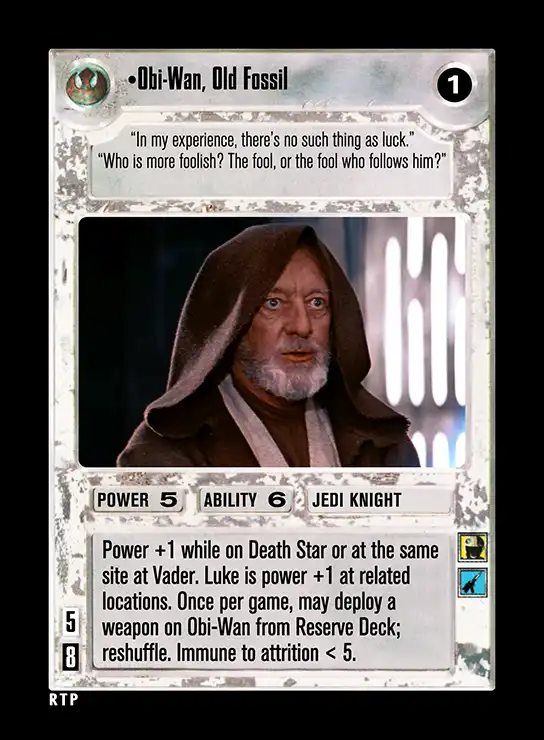 •Obi-Wan, Old Fossil
1
“In my experience, there’s no such thing as luck.”
“Who is more foolish? The fool, or the fool who follows him?”
POWER 5
ABILITY 6
JEDI KNIGHT
Power +1 while on Death Star or at the same
site at Vader. Luke is power +1 at related
locations. Once per game, may deploy a
weapon on Obi-Wan from Reserve Deck;
reshuffle. Immune to attrition < 5.
5
8
RTP